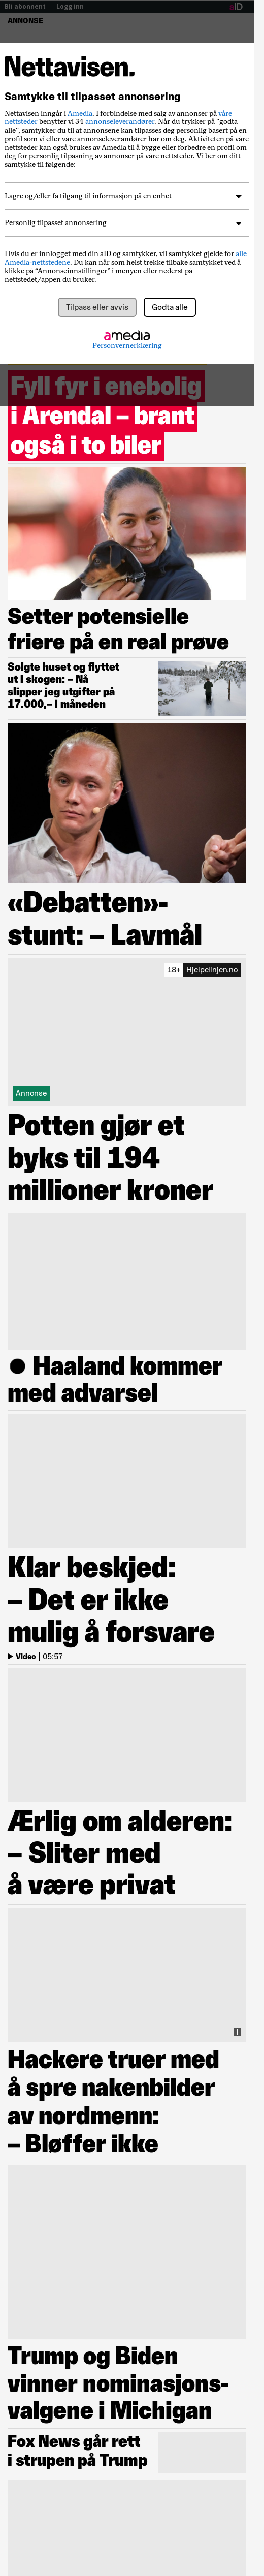 Bli abonnent | Logg inn aID
ANNONSE
Nettavisen.
Samtykke til tilpasset annonsering
Nettavisen inngår i Amedia. I forbindelse med salg av annonser på våre
nettsteder benytter vi 34 annonseleverandører. Når du trykker på "godta
alle", samtykker du til at annonsene kan tilpasses deg personlig basert på en
profil som vi eller våre annonseleverandører har om deg. Aktiviteten på våre
nettsteder kan også brukes av Amedia til å bygge eller forbedre en profil om
deg for personlig tilpasning av annonser på våre nettsteder. Vi ber om ditt
samtykke til følgende:
Lagre og/eller få tilgang til informasjon på en enhet
Personlig tilpasset annonsering
Hvis du er innlogget med din aID og samtykker, vil samtykket gjelde for alle
Amedia-nettstedene. Du kan når som helst trekke tilbake samtykket ved å
klikke på “Annonseinnstillinger” i menyen eller nederst på
nettstedet/appen du bruker.
Tilpass eller avvis Godta alle
amedia
Personvernerklæring
Fyll fyr i enebolig
i Arendal – brant
også i to biler
Setter potensielle
friere på en real prøve
Solgte huset og flyttet
ut i skogen: – Nå
slipper jeg utgifter på
17.000,– i måneden
«Debatten»-
stunt: – Lavmål
18+ Hjelpelinjen.no
Annonse
Potten gjør et
byks til 194
millioner kroner
● Haaland kommer
med advarsel
Klar beskjed:
– Det er ikke
mulig å forsvare
Video | 05:57
Ærlig om alderen:
– Sliter med
å være privat
Hackere truer med
å spre nakenbilder
av nordmenn:
– Bløffer ikke
Trump og Biden
vinner nominasjons-
valgene i Michigan
Fox News går rett
i strupen på Trump